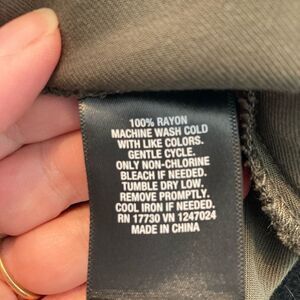 100% RAYON
MACHINE WASH COLD
WITH LIKE COLORS.
GENTLE CYCLE.
ONLY NON-CHLORINE
BLEACH IF NEEDED.
TUMBLE DRY LOW.
REMOVE PROMPTLY.
COOL IRON IF NEEDED.
RN 17730 VN 1247024
MADE IN CHINA